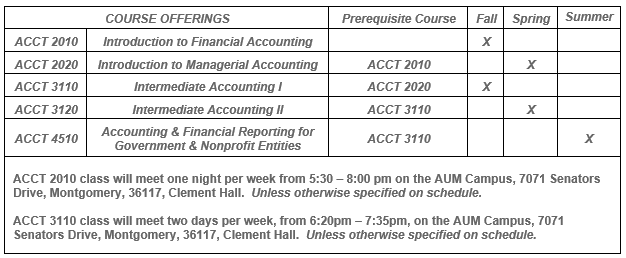 COURSE OFFERINGS Prerequisite Course Fall Spring Summer
ACCT 2010 Introduction to Financial Accounting X
ACCT 2020 Introduction to Managerial Accounting ACCT 2010 X
ACCT 3110 Intermediate Accounting I ACCT 2020 X
ACCT 3120 Intermediate Accounting II ACCT 3110 X
ACCT 4510 Accounting & Financial Reporting for
Government & Nonprofit Entities ACCT 3110 X
ACCT 2010 class will meet one night per week from 5:30 – 8:00 pm on the AUM Campus, 7071 Senators
Drive, Montgomery, 36117, Clement Hall. Unless otherwise specified on schedule.
ACCT 3110 class will meet two days per week, from 6:20pm – 7:35pm, on the AUM Campus, 7071
Senators Drive, Montgomery, 36117, Clement Hall. Unless otherwise specified on schedule.